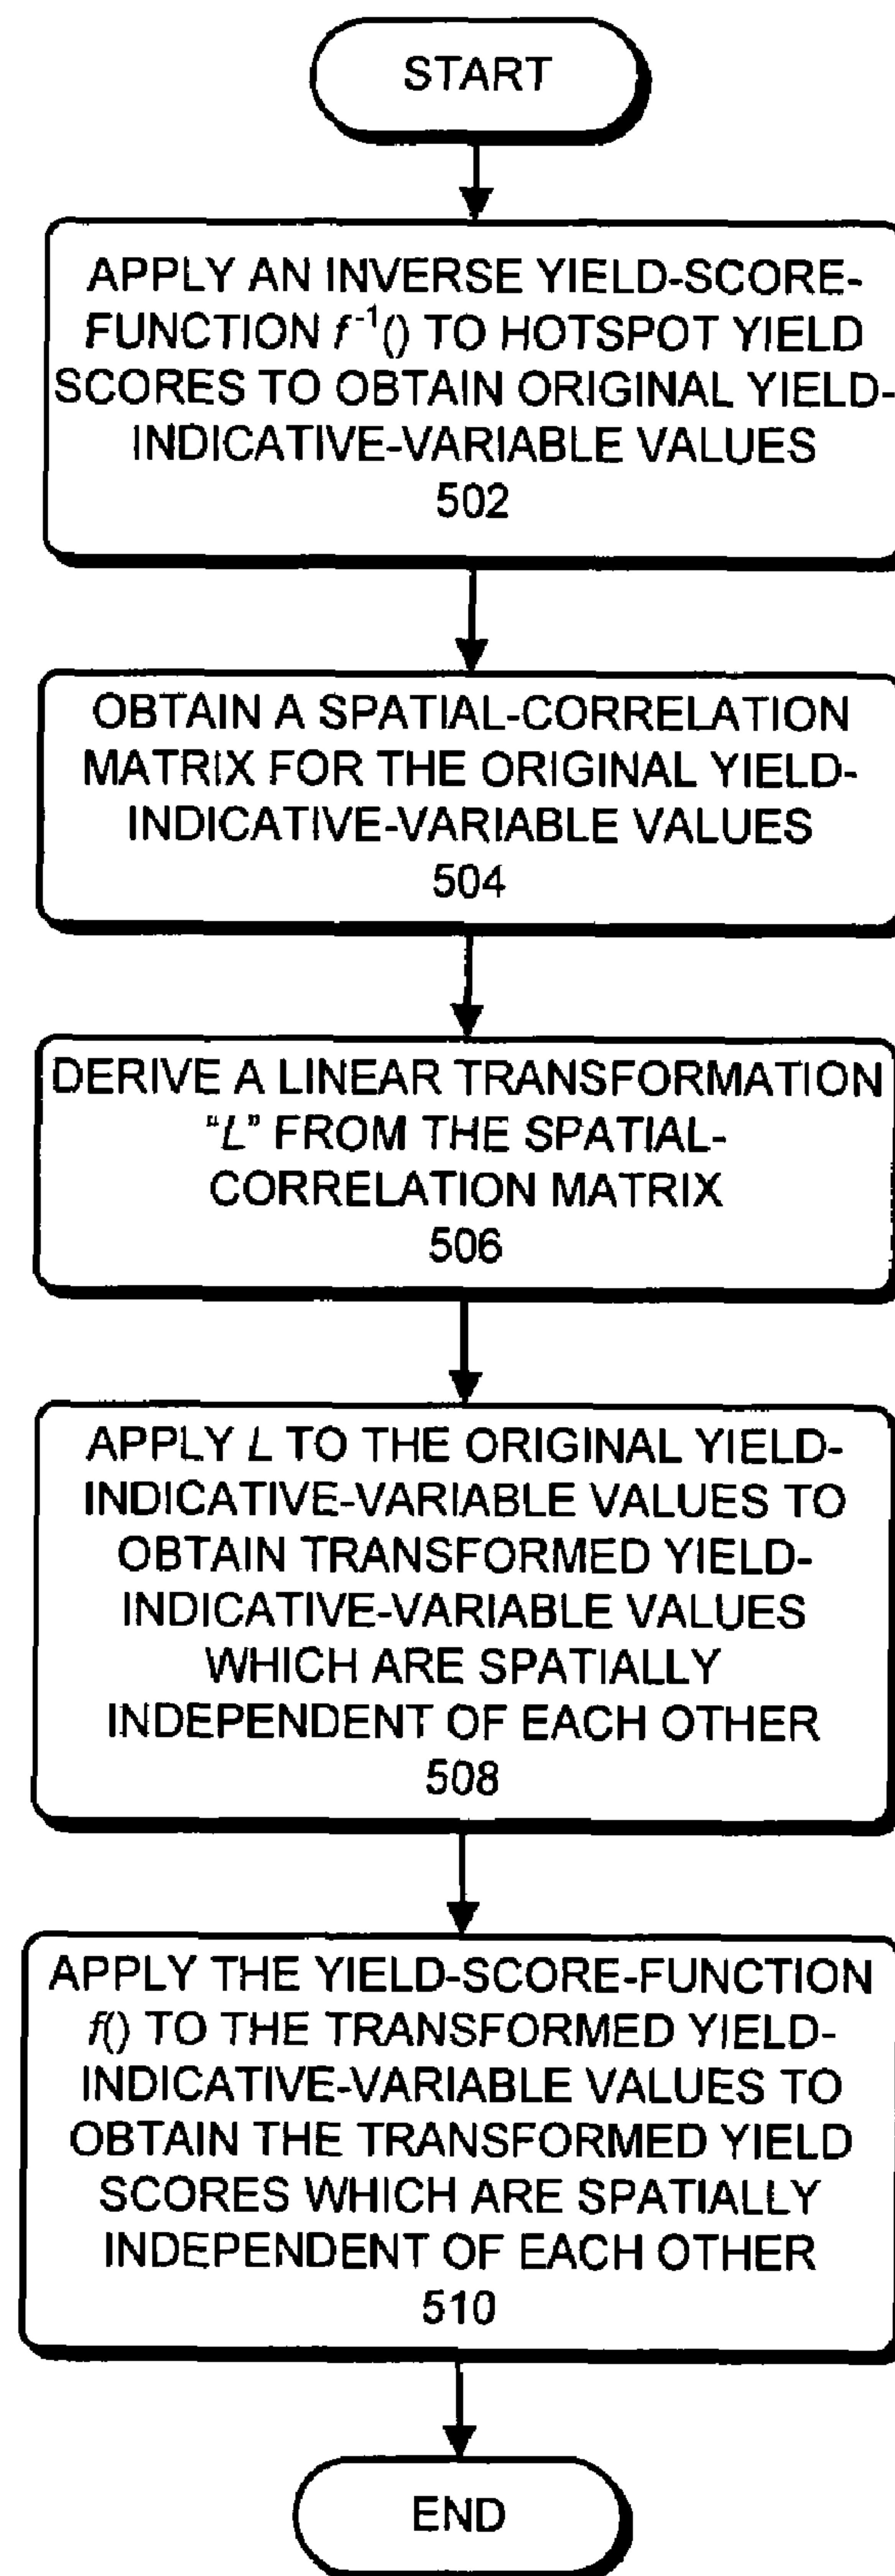 START
APPLY AN INVERSE YIELD-SCORE-
FUNCTION f⁻¹() TO HOTSPOT YIELD
SCORES TO OBTAIN ORIGINAL YIELD-
INDICATIVE-VARIABLE VALUES
502
OBTAIN A SPATIAL-CORRELATION
MATRIX FOR THE ORIGINAL YIELD-
INDICATIVE-VARIABLE VALUES
504
DERIVE A LINEAR TRANSFORMATION
“L” FROM THE SPATIAL-
CORRELATION MATRIX
506
APPLY L TO THE ORIGINAL YIELD-
INDICATIVE-VARIABLE VALUES TO
OBTAIN TRANSFORMED YIELD-
INDICATIVE-VARIABLE VALUES
WHICH ARE SPATIALLY
INDEPENDENT OF EACH OTHER
508
APPLY THE YIELD-SCORE-FUNCTION
f() TO THE TRANSFORMED YIELD-
INDICATIVE-VARIABLE VALUES TO
OBTAIN THE TRANSFORMED YIELD
SCORES WHICH ARE SPATIALLY
INDEPENDENT OF EACH OTHER
510
END